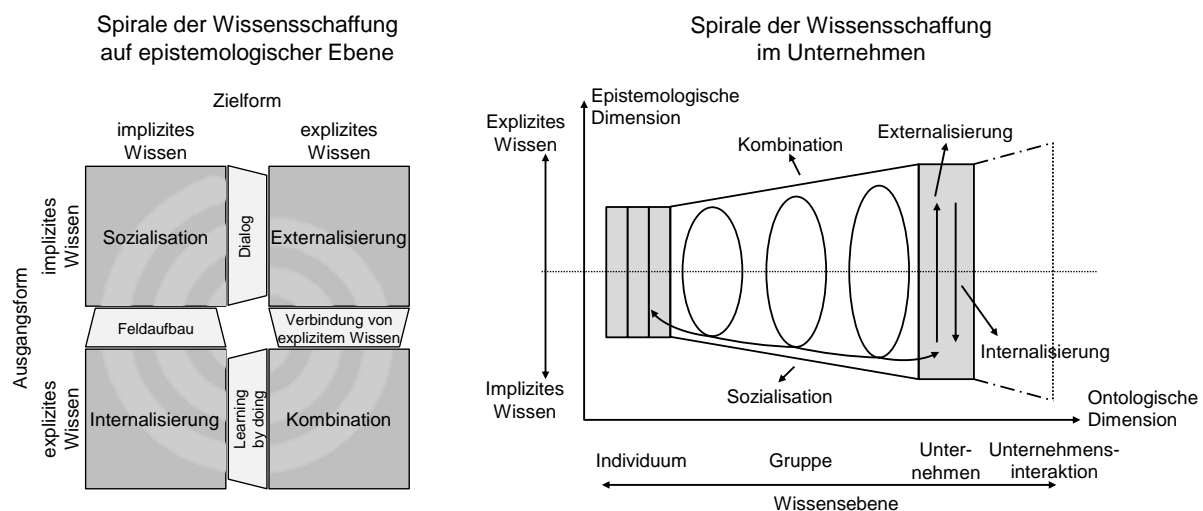 Spirale der Wissensschaffung
auf epistemologischer Ebene
Zielform
implizites
Wissen
explizites
Wissen
Ausgangsform
implizites
Wissen
Sozialisation
Dialog
Externalisierung
Feldaufbau
Verbindung von
explizitem Wissen
explizites
Wissen
Internalisierung
Learning
by doing
Kombination
Spirale der Wissensschaffung
im Unternehmen
Epistemologische
Dimension
Explizites
Wissen
Kombination
Externalisierung
Internalisierung
Implizites
Wissen
Sozialisation
Ontologische
Dimension
Individuum
Gruppe
Unter-
nehmen
Unternehmens-
interaktion
Wissensebene